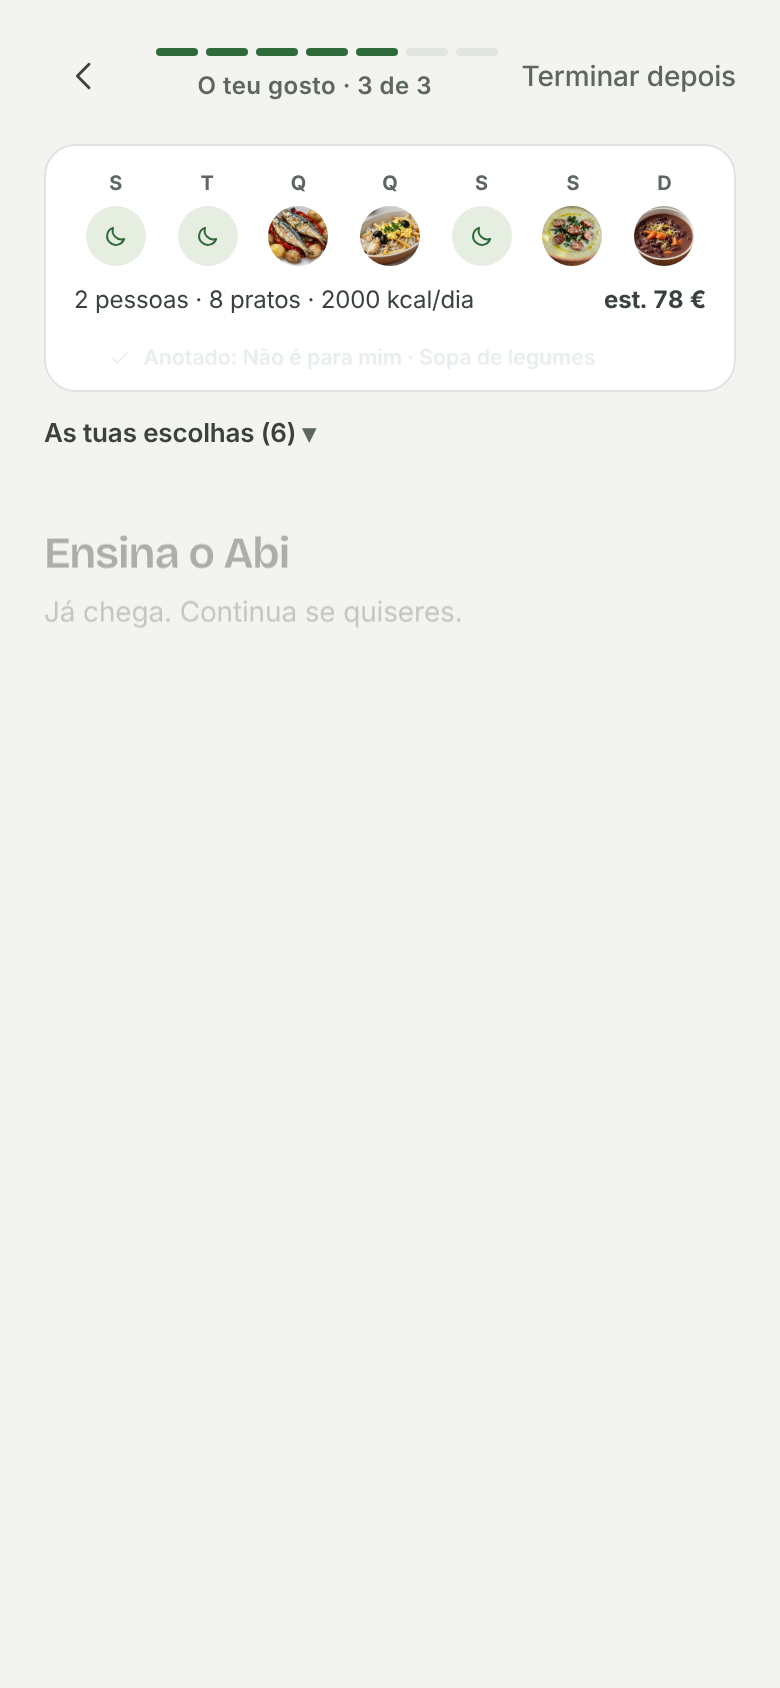 O teu gosto · 3 de 3
Terminar depois
S T Q Q S S D
2 pessoas · 8 pratos · 2000 kcal/dia est. 78 €
Anotado: Não é para mim · Sopa de legumes
As tuas escolhas (6) ▾
Ensina o Abi
Já chega. Continua se quiseres.